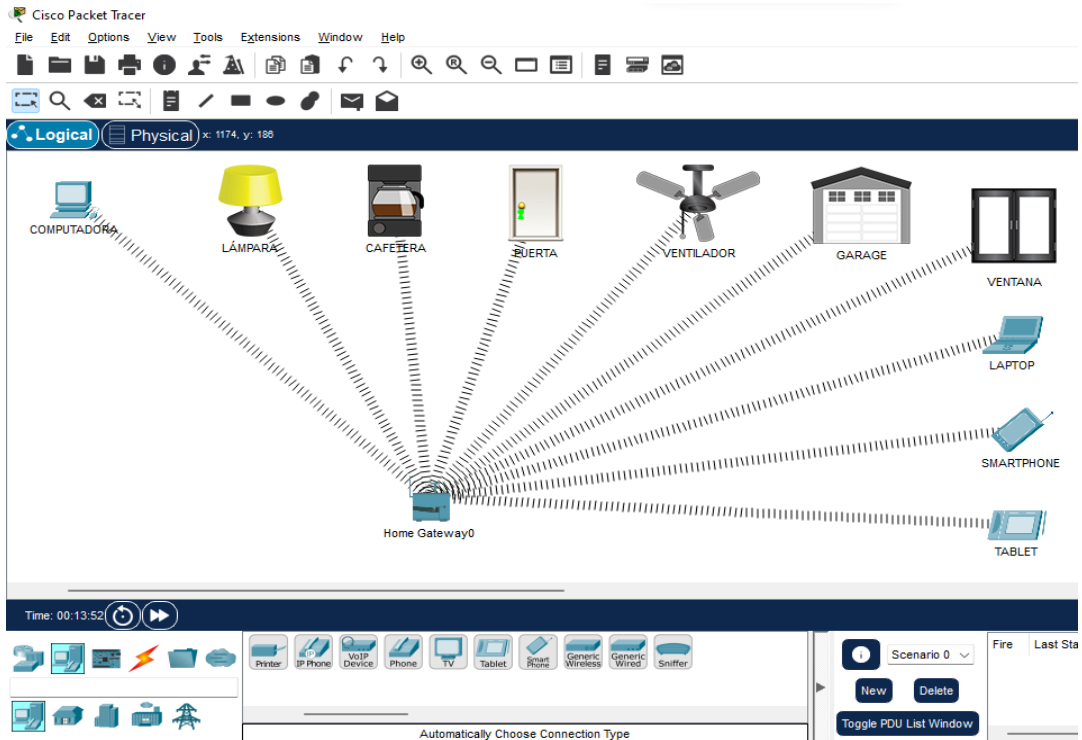 Cisco Packet Tracer
File Edit Options View Tools Extensions Window Help
Logical Physical x: 1174, y: 186
COMPUTADORA
LÁMPARA
CAFETERA
PUERTA
VENTILADOR
GARAGE
VENTANA
LAPTOP
SMARTPHONE
TABLET
Home Gateway0
Time: 00:13:52
Printer
IP Phone
IP
VoIP Device
Phone
TV
Tablet
Smart Phone
Generic Wireless
Generic Wired
Sniffer
Scenario 0
Fire Last Sta
New Delete
Toggle PDU List Window
Automatically Choose Connection Type